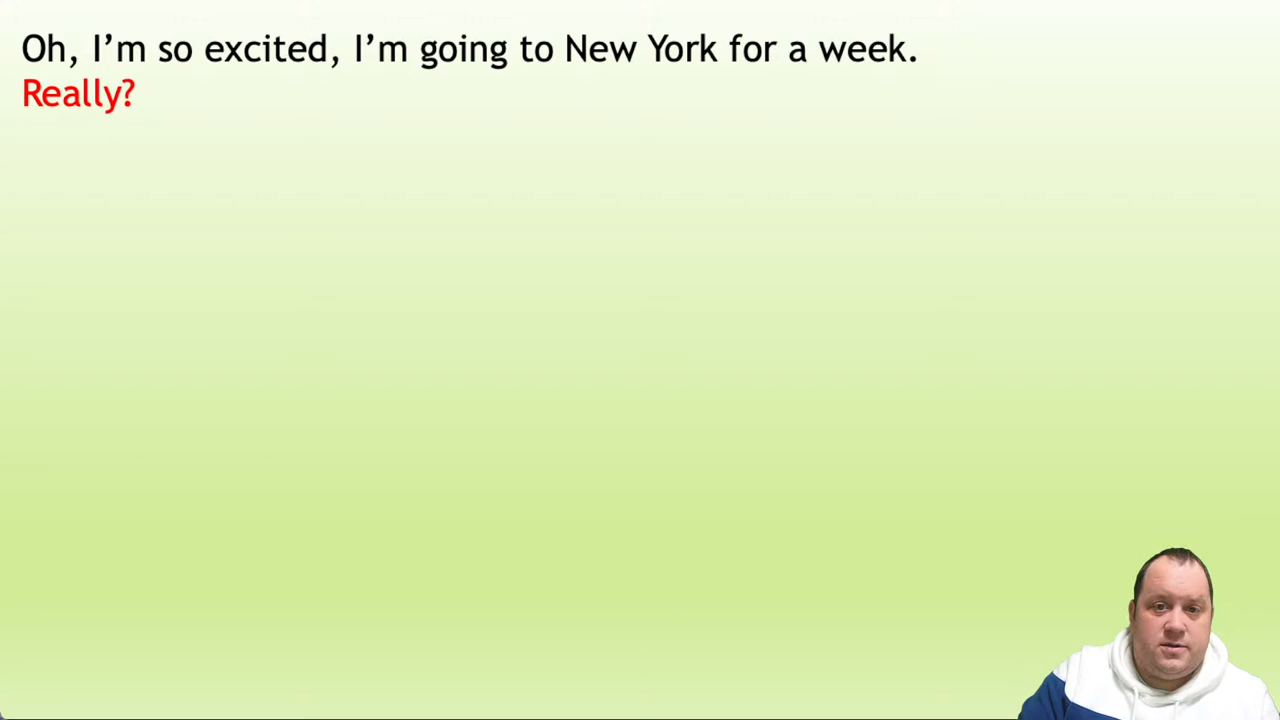 Oh, I’m so excited, I’m going to New York for a week.
Really?